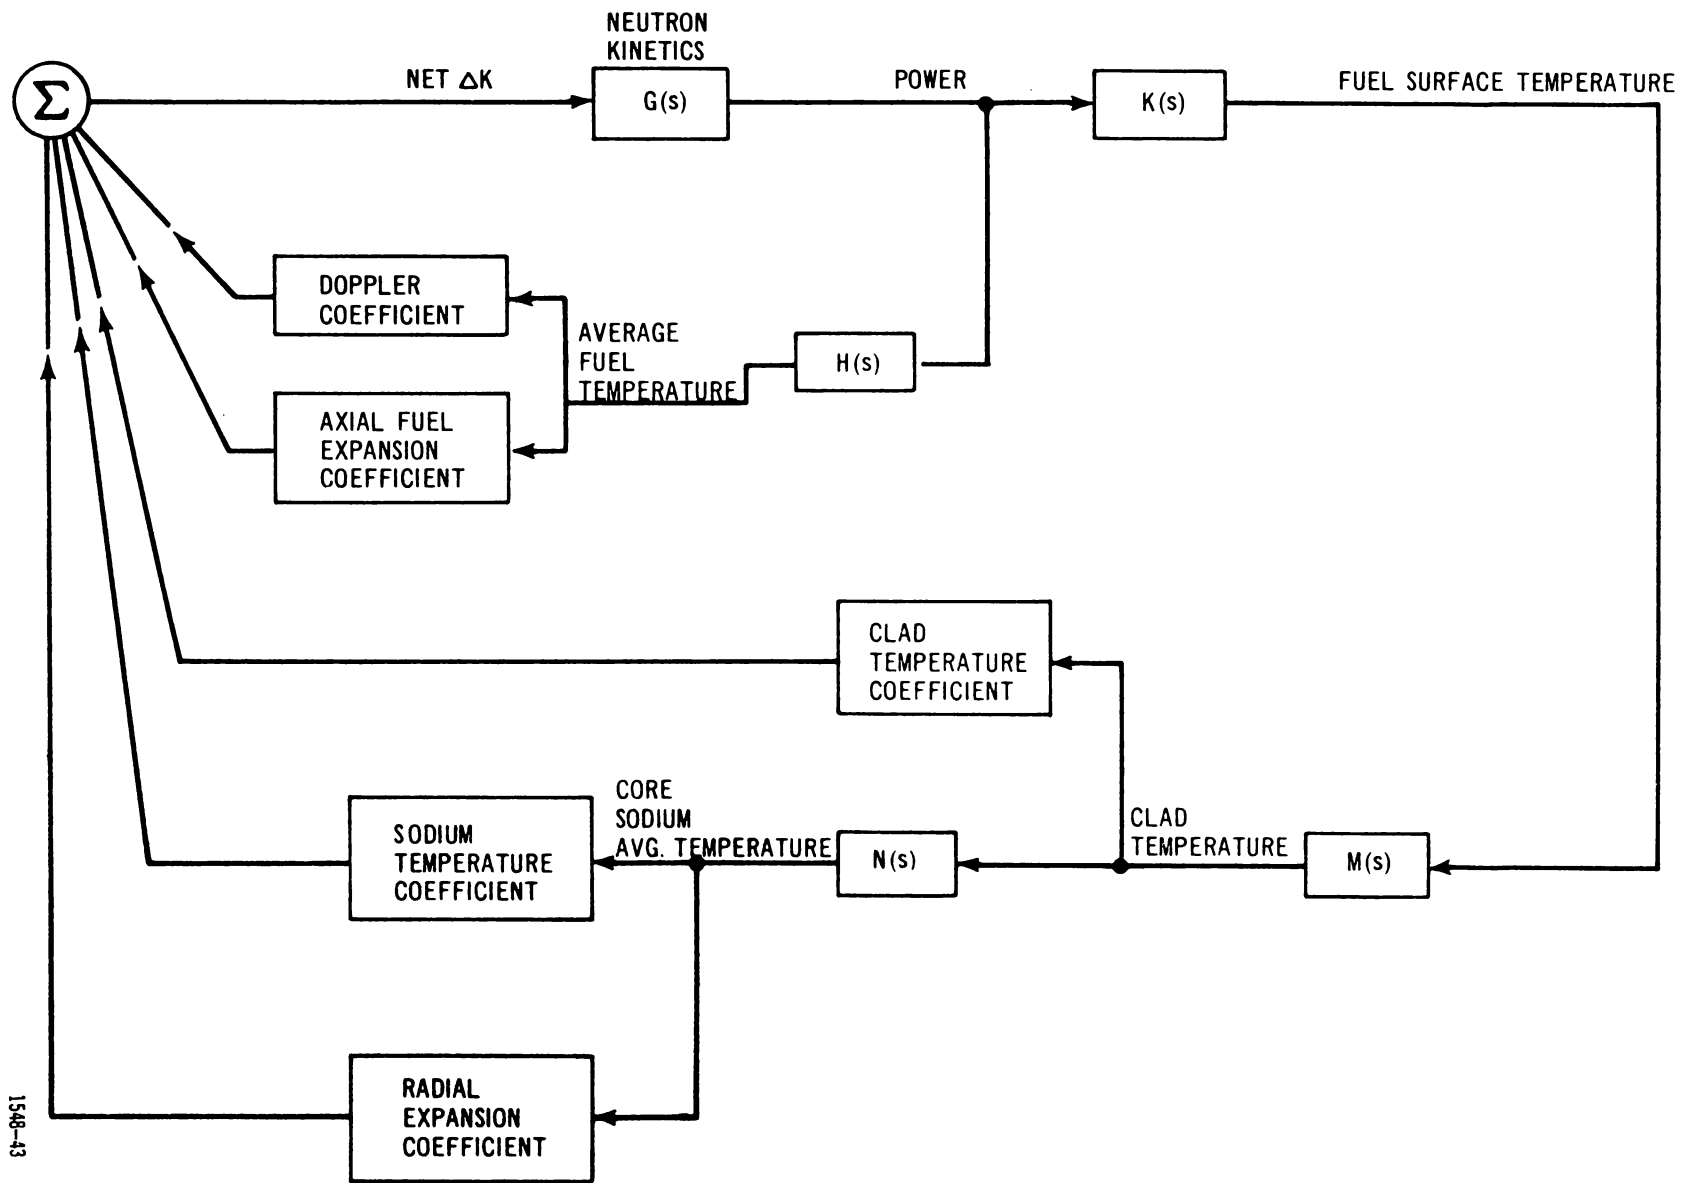 NEUTRON
KINETICS
Σ
NET ΔK
G(s)
POWER
K(s)
FUEL SURFACE TEMPERATURE
DOPPLER
COEFFICIENT
AVERAGE
FUEL
TEMPERATURE
H(s)
AXIAL FUEL
EXPANSION
COEFFICIENT
CLAD
TEMPERATURE
COEFFICIENT
CORE
SODIUM
AVG. TEMPERATURE
SODIUM
TEMPERATURE
COEFFICIENT
N(s)
CLAD
TEMPERATURE
M(s)
RADIAL
EXPANSION
COEFFICIENT
1548-43